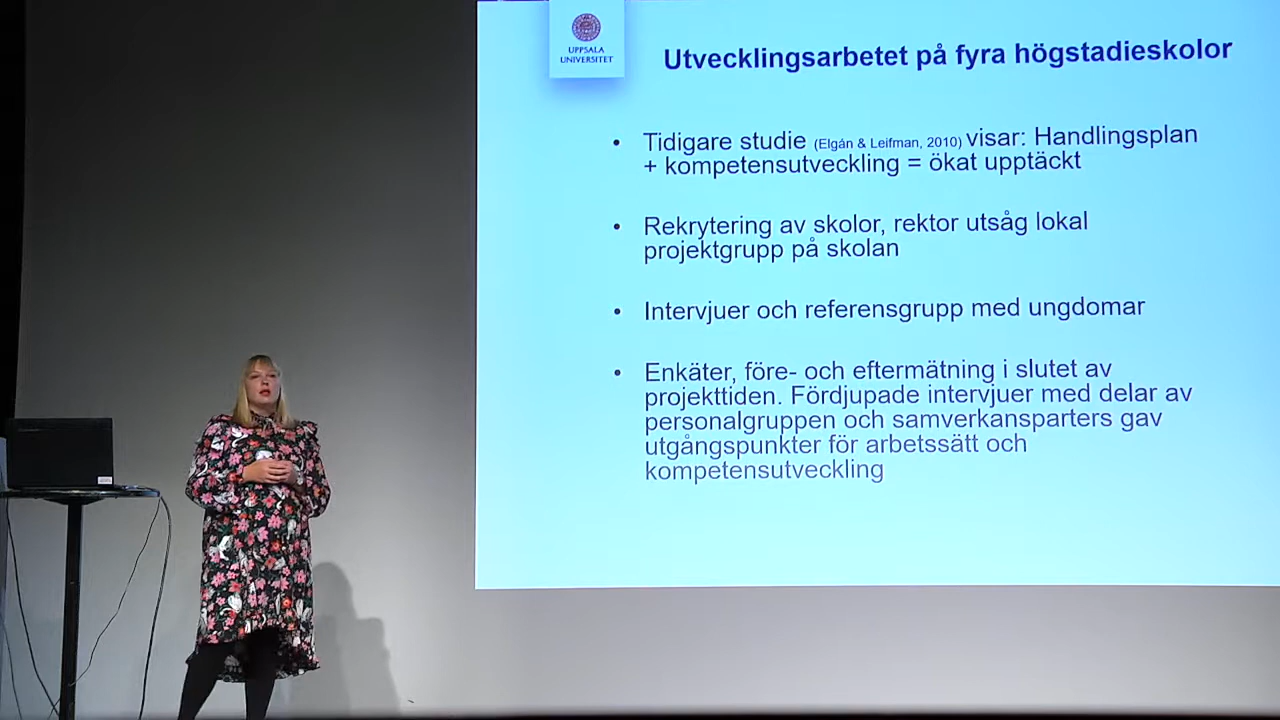 UPPSALA
UNIVERSITET
Utvecklingsarbetet på fyra högstadieskolor
• Tidigare studie (Elgán & Leifman, 2010) visar: Handlingsplan
+ kompetensutveckling = ökat upptäckt
• Rekrytering av skolor, rektor utsåg lokal
projektgrupp på skolan
• Intervjuer och referensgrupp med ungdomar
• Enkäter, före- och eftermätning i slutet av
projekttiden. Fördjupade intervjuer med delar av
personalgruppen och samverkansparters gav
utgångspunkter för arbetssätt och
kompetensutveckling